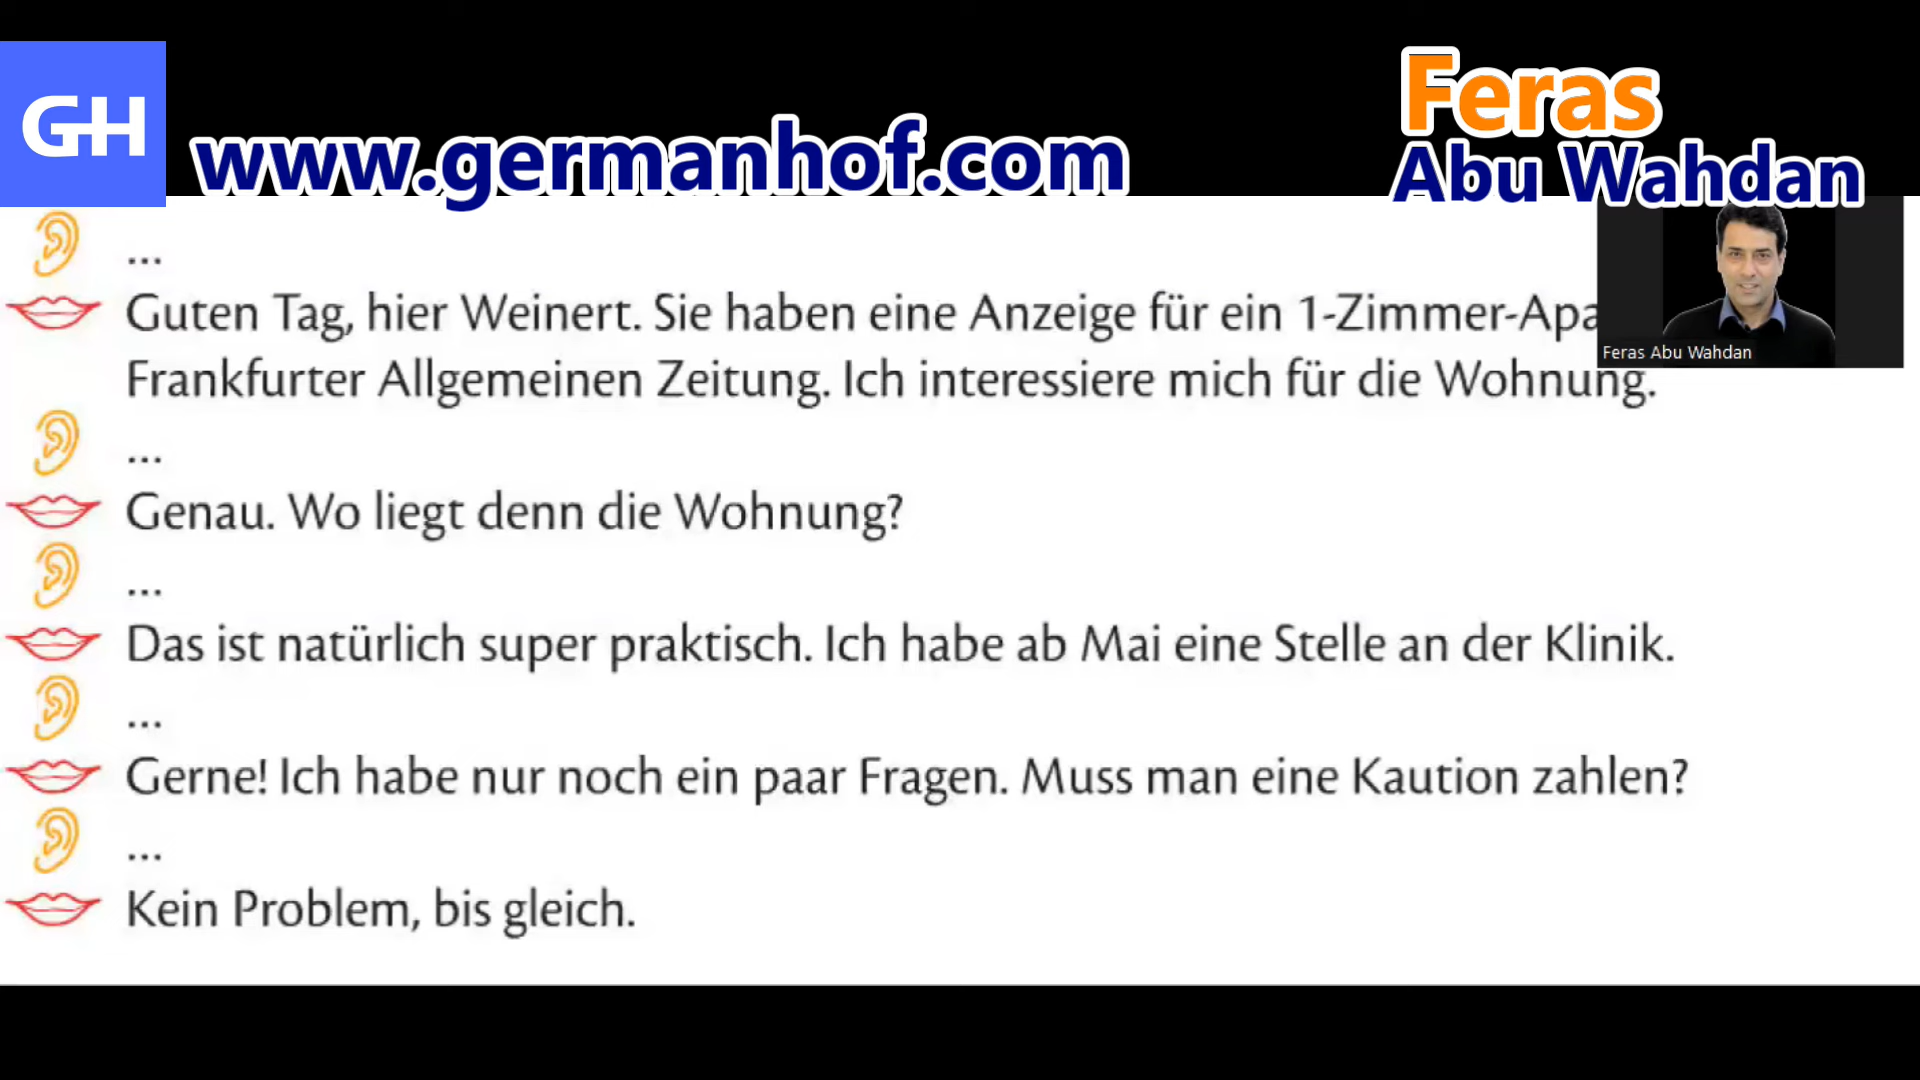 GH
www.germanhof.com
Feras
Abu Wahdan
...
Guten Tag, hier Weinert. Sie haben eine Anzeige für ein 1-Zimmer-
Feras Abu Wahdan
Frankfurter Allgemeinen Zeitung. Ich interessiere mich für die Wohnung.
...
Genau. Wo liegt denn die Wohnung?
...
Das ist natürlich super praktisch. Ich habe ab Mai eine Stelle an der Klinik.
...
Gerne! Ich habe nur noch ein paar Fragen. Muss man eine Kaution zahlen?
...
Kein Problem, bis gleich.